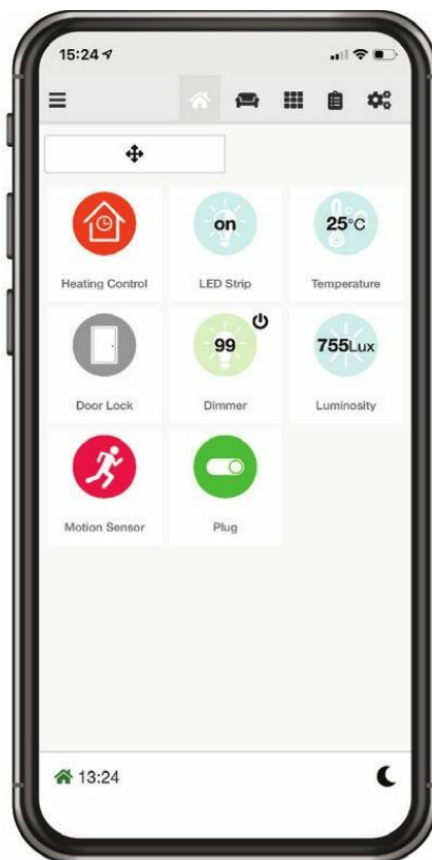 15:24
on
25°C
Heating Control
LED Strip
Temperature
99
755Lux
Door Lock
Dimmer
Luminosity
Motion Sensor
Plug
13:24